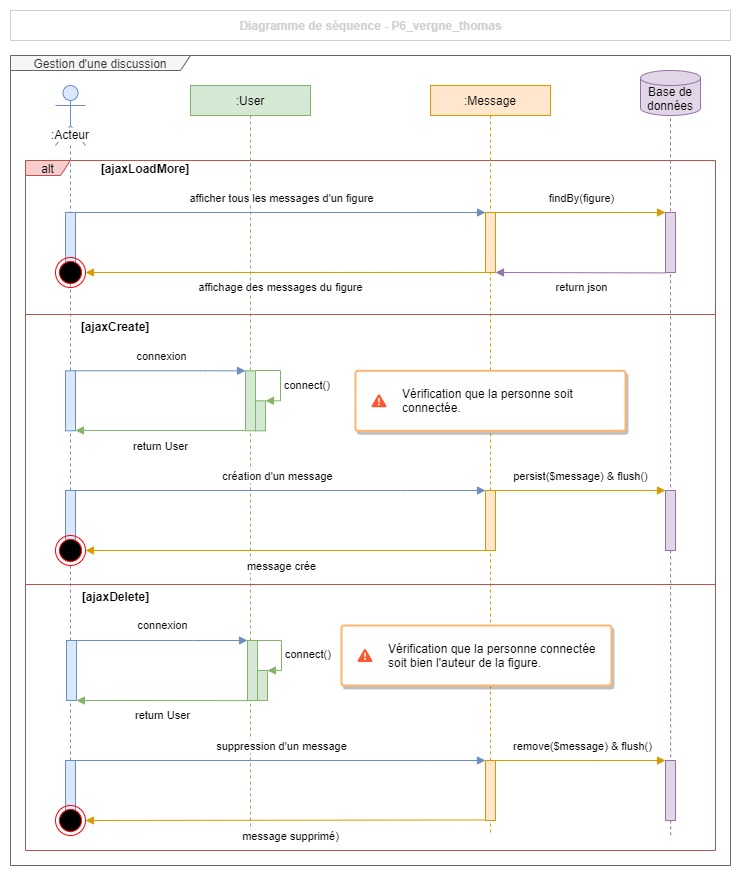 Diagramme de séquence - P6_vergne_thomas
Gestion d'une discussion
:Acteur
:User
:Message
Base de
données
alt
[ajaxLoadMore]
afficher tous les messages d'un figure
findBy(figure)
affichage des messages du figure
return json
[ajaxCreate]
connexion
connect()
Vérification que la personne soit
connectée.
return User
création d'un message
persist($message) & flush()
message crée
[ajaxDelete]
connexion
connect()
Vérification que la personne connectée
soit bien l'auteur de la figure.
return User
suppression d'un message
remove($message) & flush()
message supprimé)